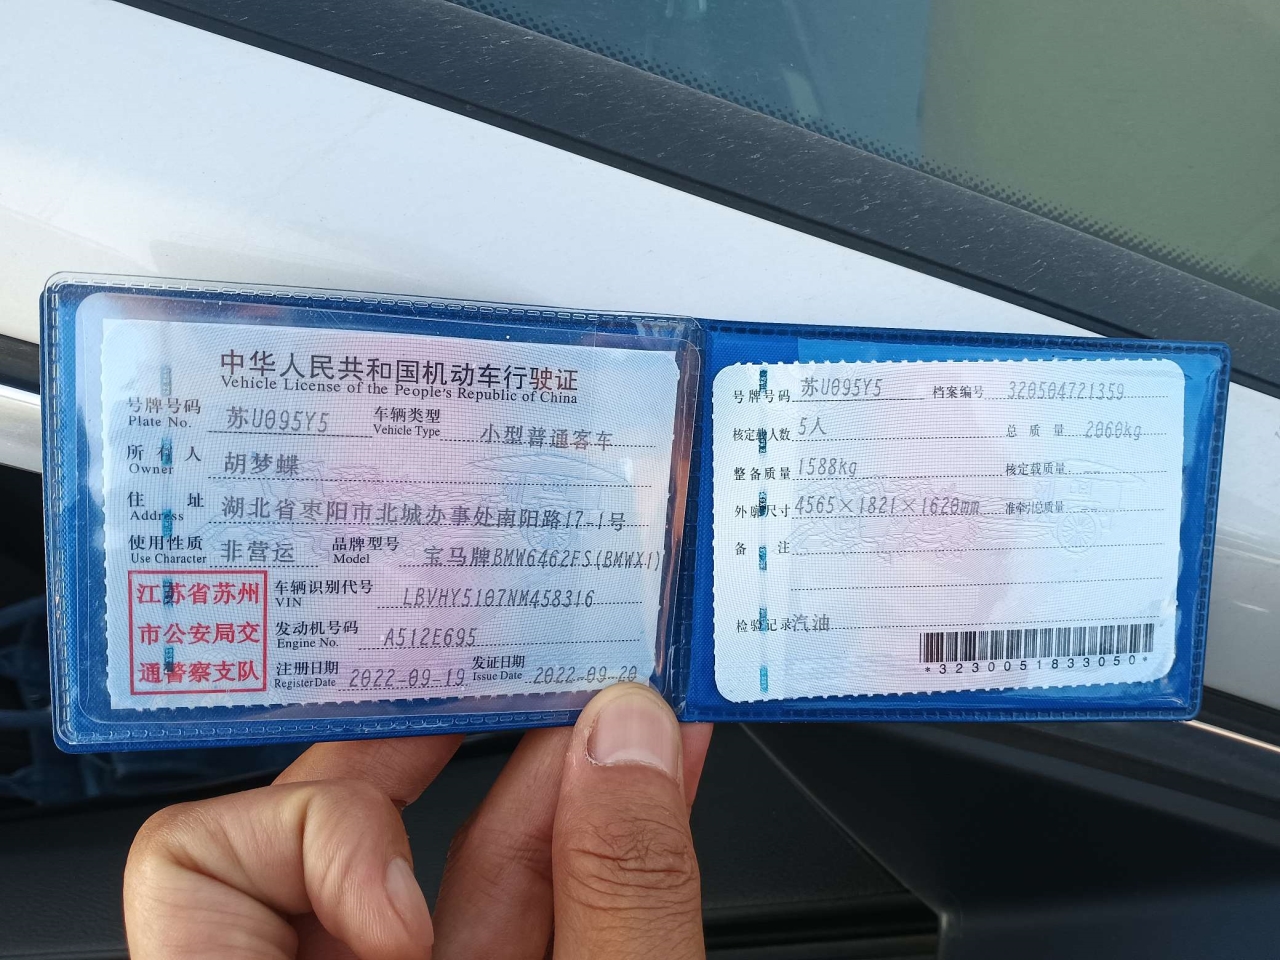 中华人民共和国机动车行驶证
Vehicle License of the People's Republic of China
号牌号码 苏U095Y5 车辆类型 小型普通客车
Plate No. Vehicle Type
所有人 胡梦蝶
Owner
住址 湖北省枣阳市北城办事处南阳路17-1号
Address
使用性质 非营运 品牌型号 宝马牌BMW6462FS(BMWX1)
Use Character Model
江苏省苏州
市公安局交
通警察支队
车辆识别代号 LBVHY5107NM458316
VIN
发动机号码 A512E695
Engine No.
注册日期 2022-09-19 发证日期 2022-09-20
Register Date Issue Date
号牌号码 苏U095Y5 档案编号 320504721359
核定载人数 5人 总质量 2060kg
整备质量 1588kg 核定载质量 --
外廓尺寸 4565×1821×1620mm 准牵引总质量 --
备注
检验记录 汽油
*3230051833050*